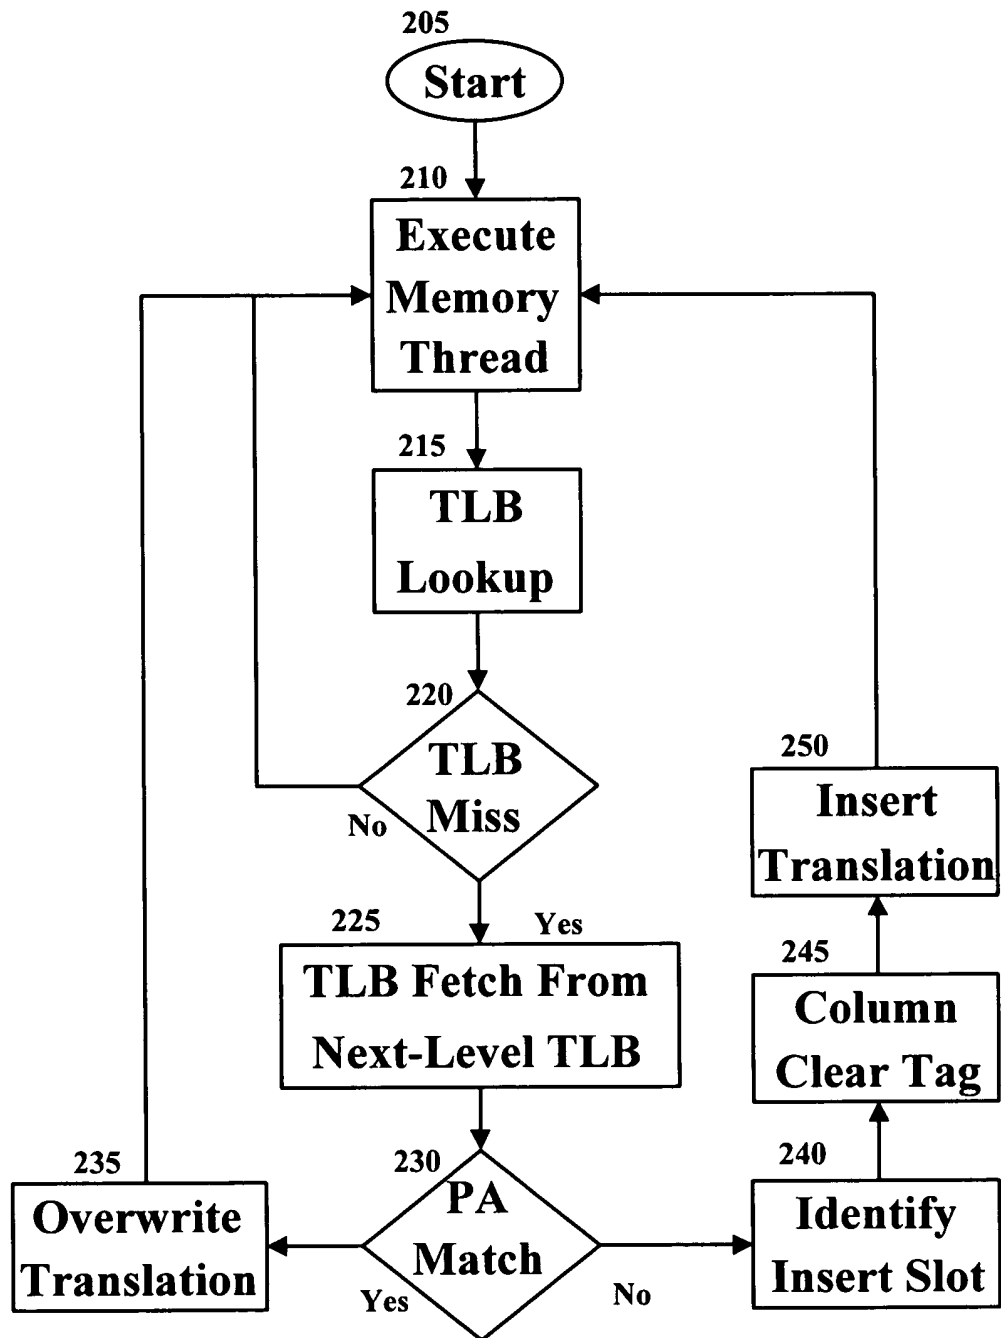 205
Start
210
Execute
Memory
Thread
215
TLB
Lookup
220
TLB
Miss
No
Yes
225
TLB Fetch From
Next-Level TLB
230
PA
Match
Yes
No
235
Overwrite
Translation
240
Identify
Insert Slot
245
Column
Clear Tag
250
Insert
Translation